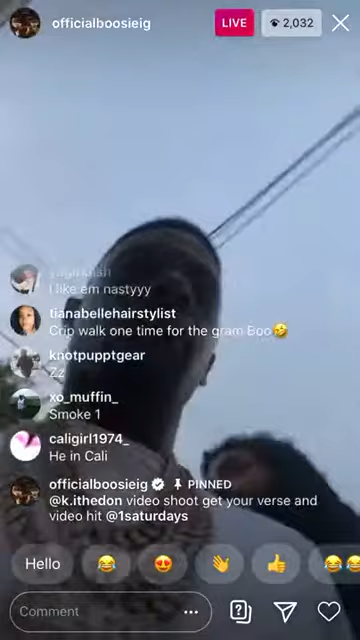 officialboosieig
LIVE
2,032
I like em nastyyy
tianabellehairstylist
Crip walk one time for the gram Boo🤣
knotpupptgear
Zz
xo_muffin_
Smoke 1
caligirl1974_
He in Cali
officialboosieig PINNED
@k.ithedon video shoot get your verse and
video hit @1saturdays
Hello 😂 😍 👋 👍 😂😂
Comment ...